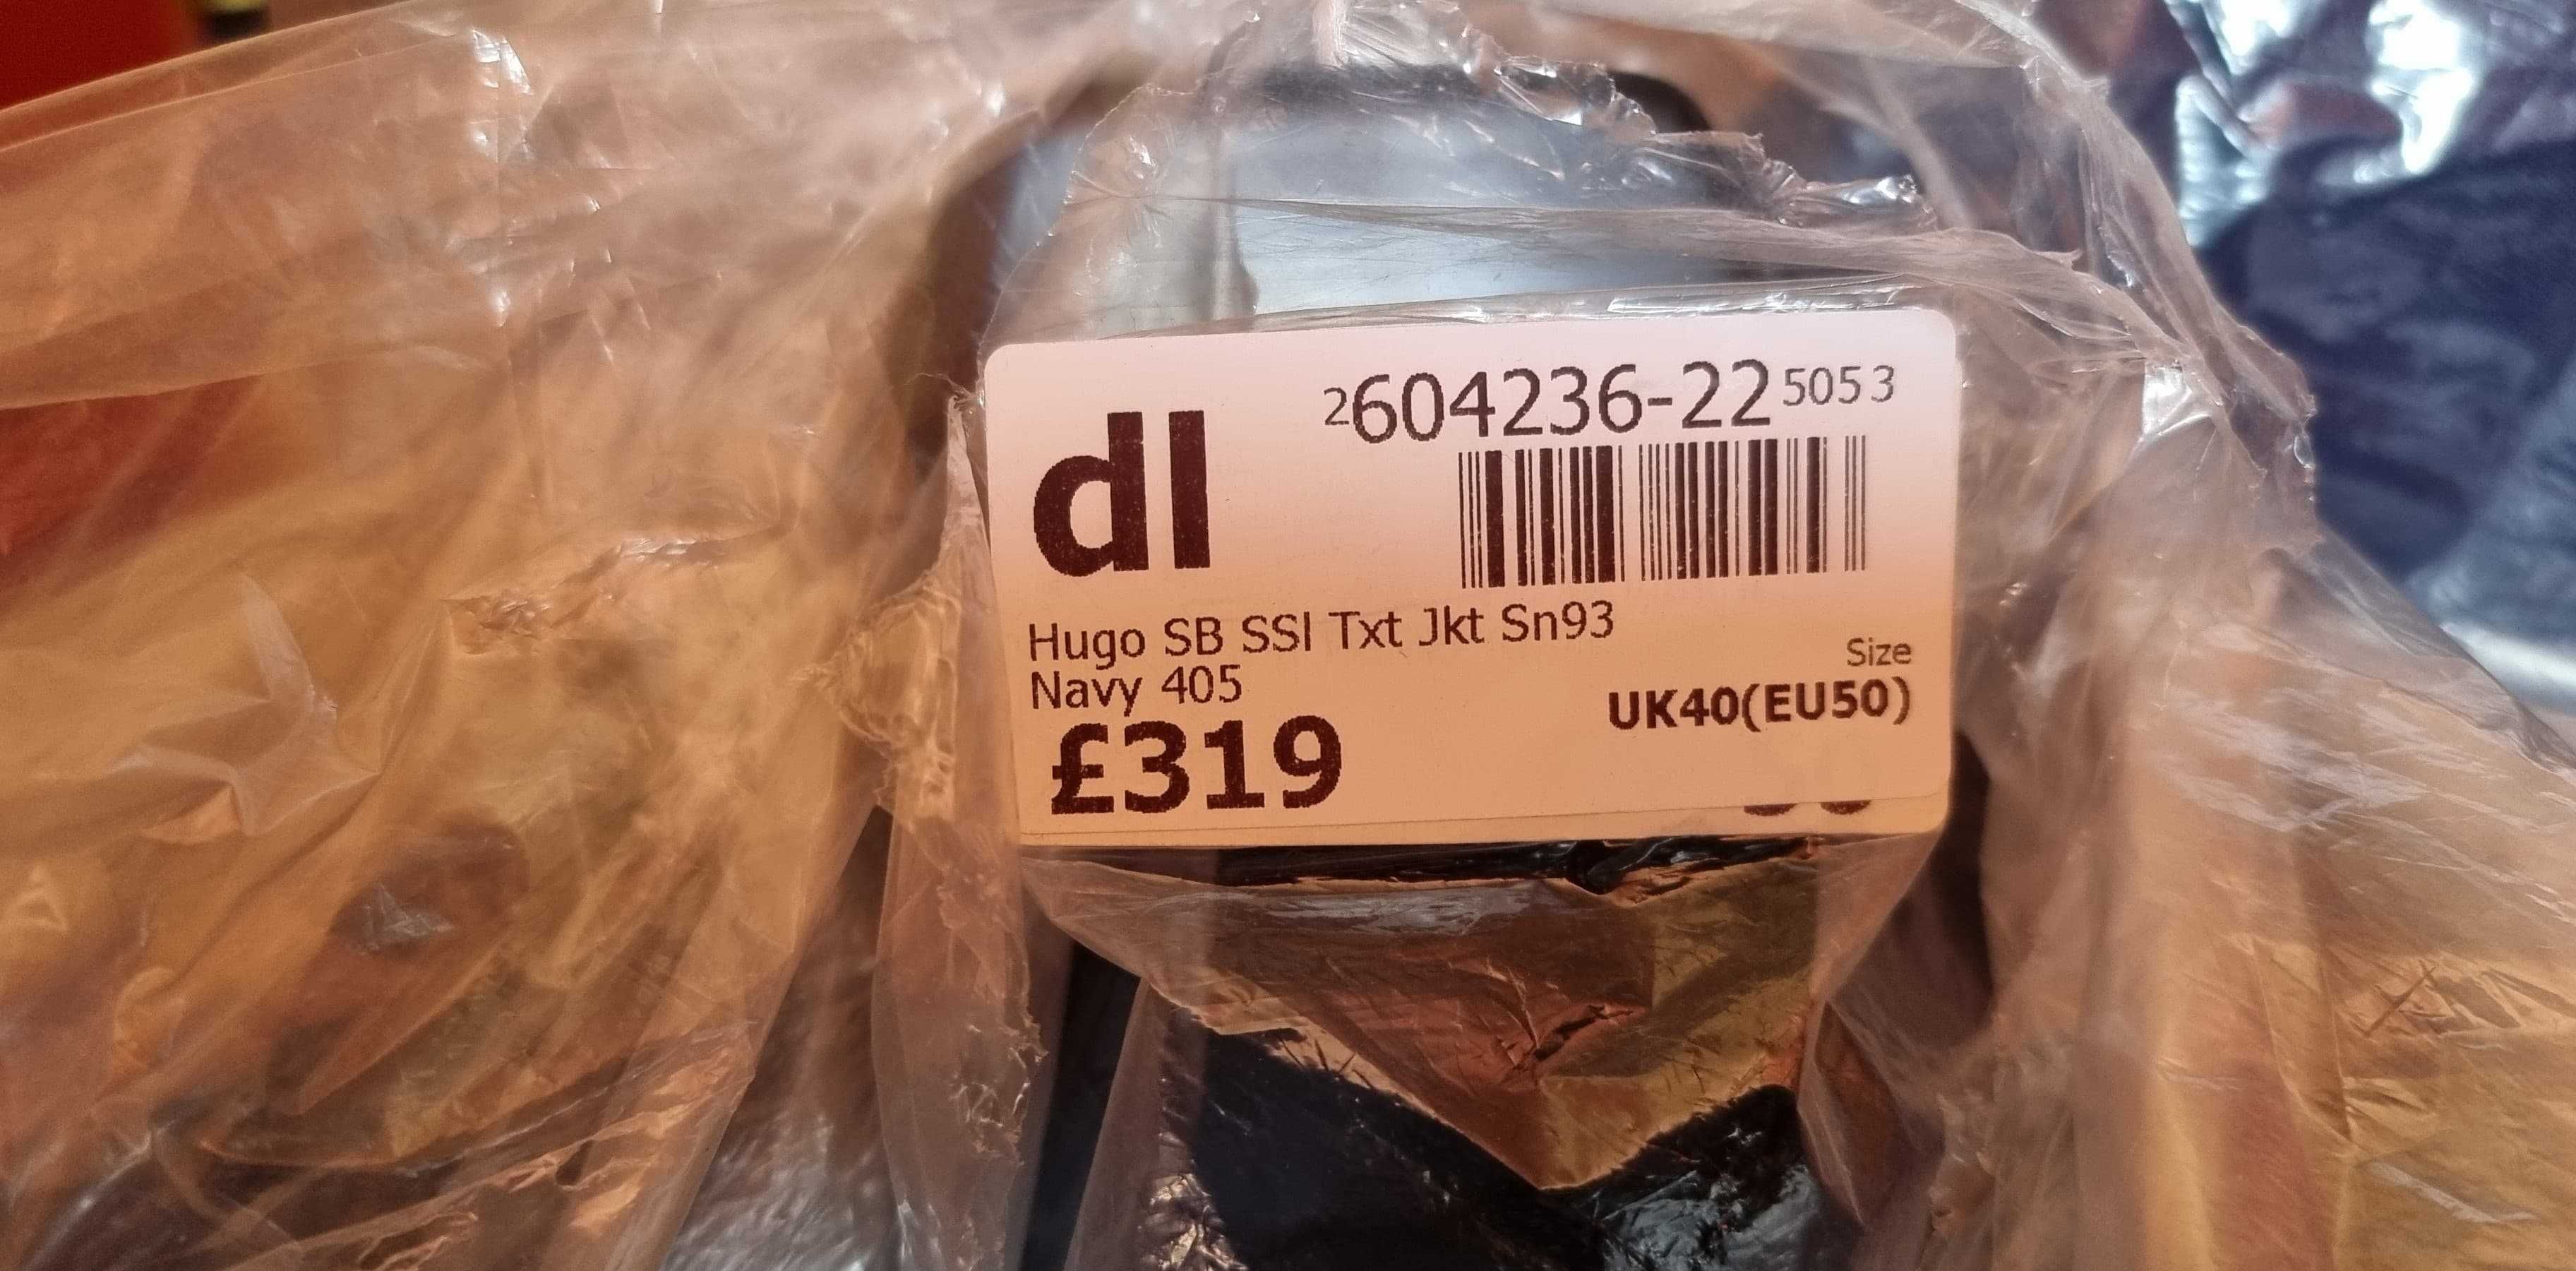 2604236-22 5053
dl
Hugo SB SSl Txt Jkt Sn93
Navy 405
Size
UK40(EU50)
£319